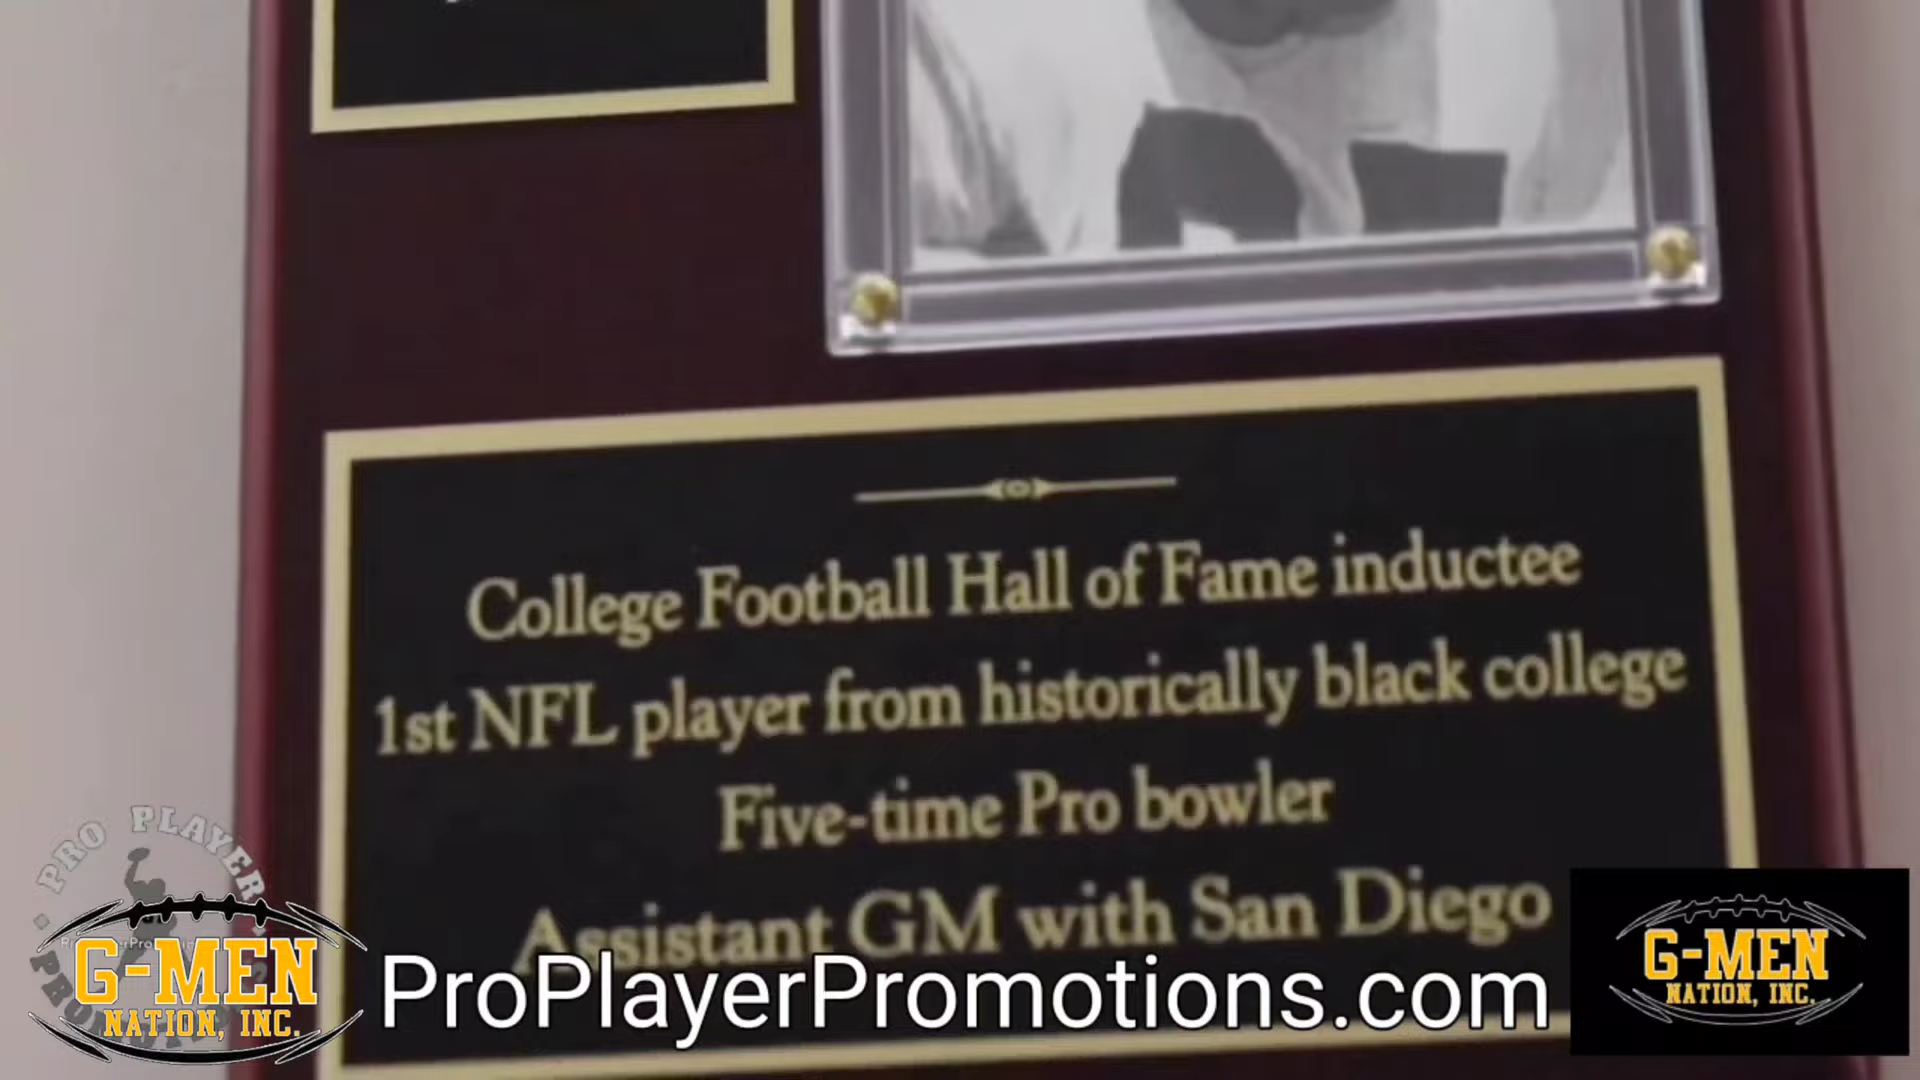 College Football Hall of Fame inductee
1st NFL player from historically black college
Five-time Pro bowler
Assistant GM with San Diego
PRO PLAYER
G-MEN
NATION, INC.
ProPlayerPromotions.com
G-MEN
NATION, INC.